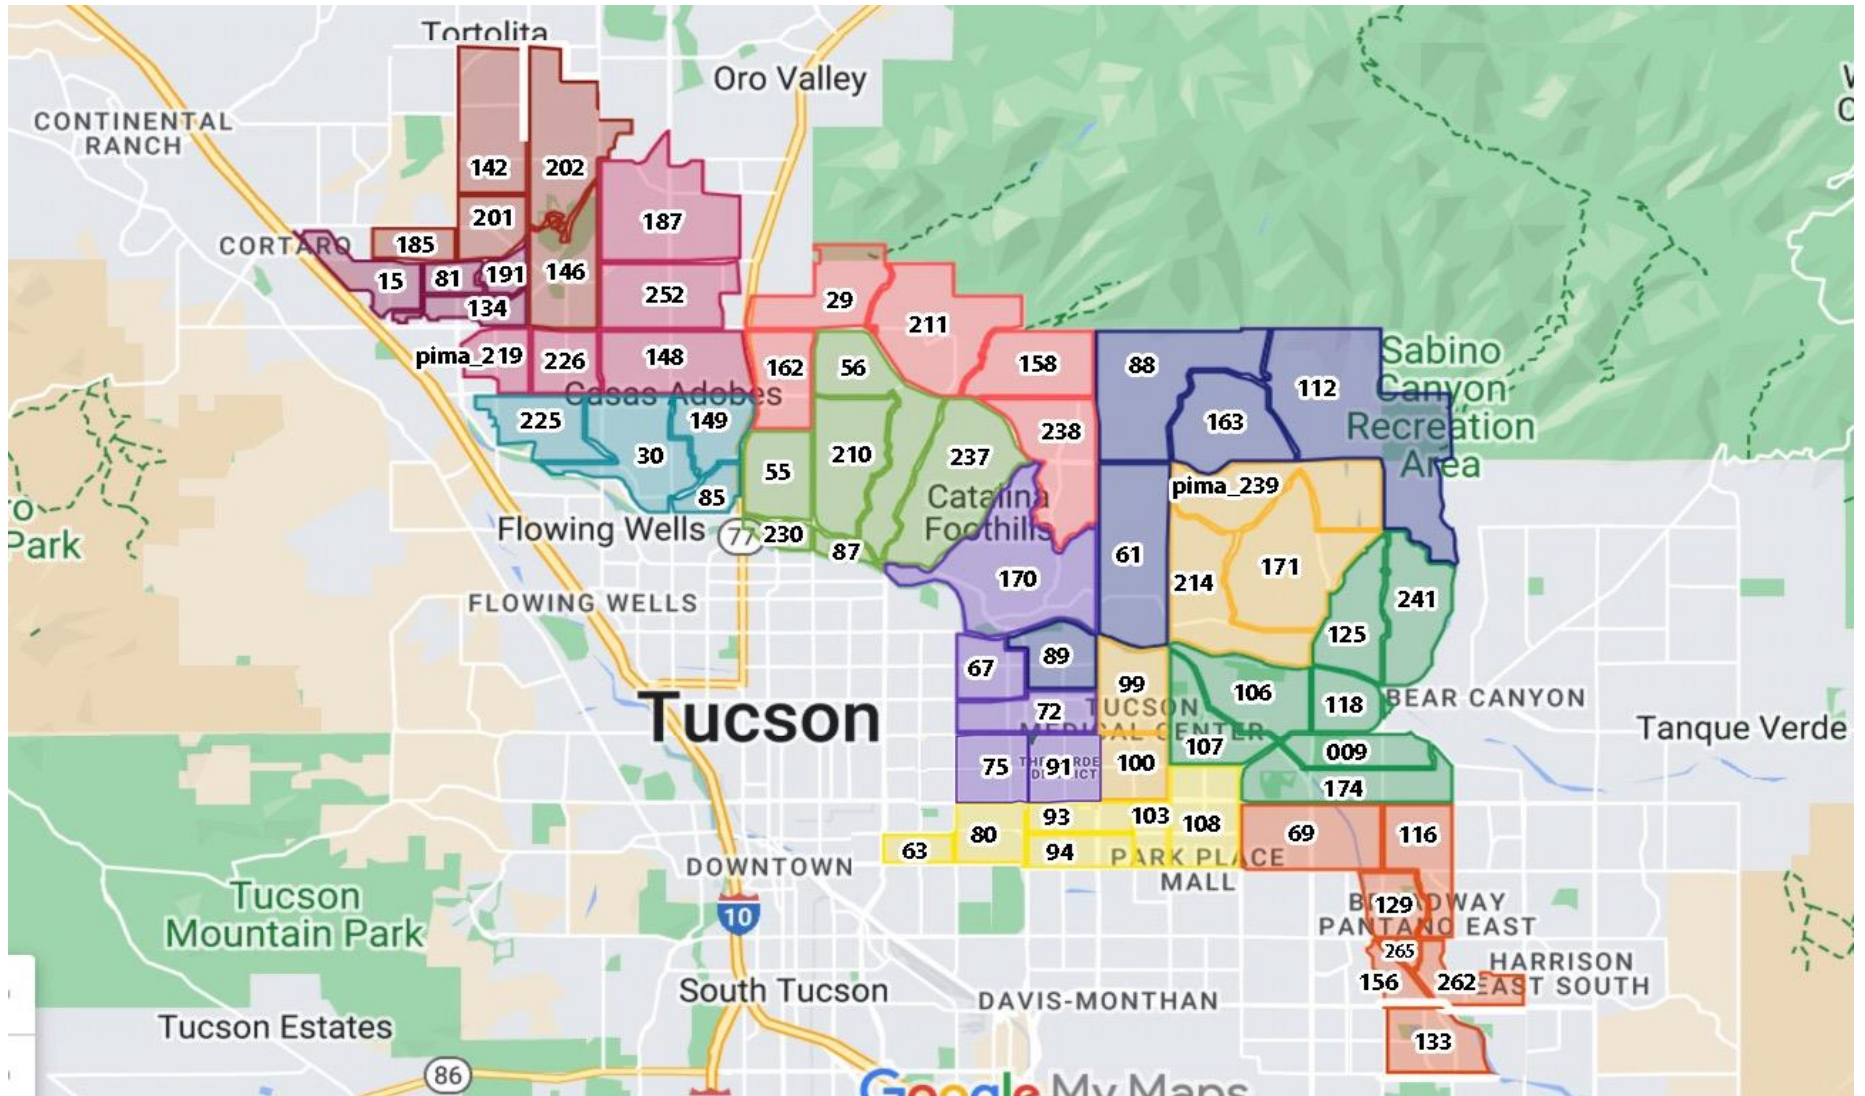 Tortolita
Oro Valley
CONTINENTAL
RANCH
142
202
201
187
185
CORTARO
15
81
191
146
134
252
29
211
pima_219
226
148
162
56
158
88
112
Sabino
Canyon
Recreation
Area
Casas Adobes
225
149
30
85
163
238
55
210
237
pima_239
Catalina
Foothills
Park
Flowing Wells
77
230
87
61
170
214
171
241
FLOWING WELLS
125
67
89
99
106
118
BEAR CANYON
Tucson
72
TUCSON
MEDICAL CENTER
Tanque Verde
107
009
75
91
100
174
93
103
108
80
69
116
63
94
DOWNTOWN
PARK PLACE
MALL
Tucson
Mountain Park
10
129
BROADWAY
PANTANO EAST
265
156
262
HARRISON
EAST SOUTH
South Tucson
DAVIS-MONTHAN
Tucson Estates
133
86
Google My Maps